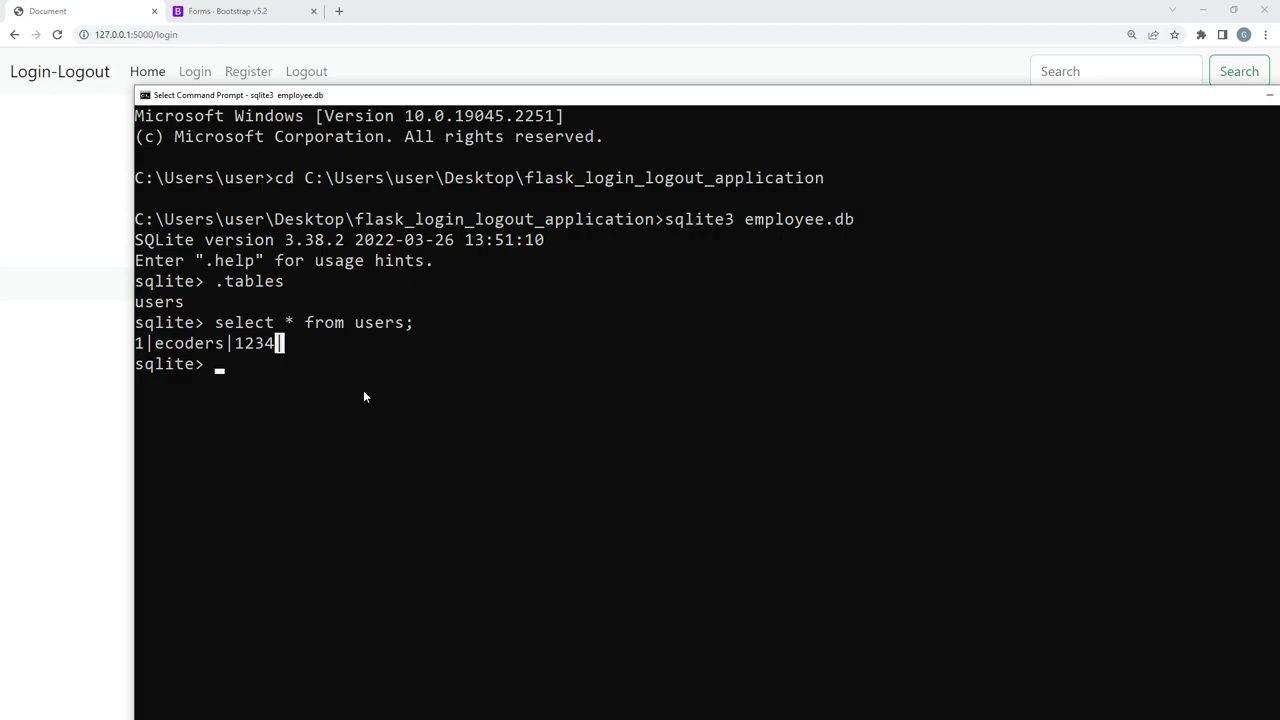 Document
Forms · Bootstrap v5.2
127.0.0.1:5000/login
G
Login-Logout Home Login Register Logout Search Search
Select Command Prompt - sqlite3 employee.db
Microsoft Windows [Version 10.0.19045.2251]
(c) Microsoft Corporation. All rights reserved.
C:\Users\user>cd C:\Users\user\Desktop\flask_login_logout_application
C:\Users\user\Desktop\flask_login_logout_application>sqlite3 employee.db
SQLite version 3.38.2 2022-03-26 13:51:10
Enter ".help" for usage hints.
sqlite> .tables
users
sqlite> select * from users;
1|ecoders|1234|
sqlite>